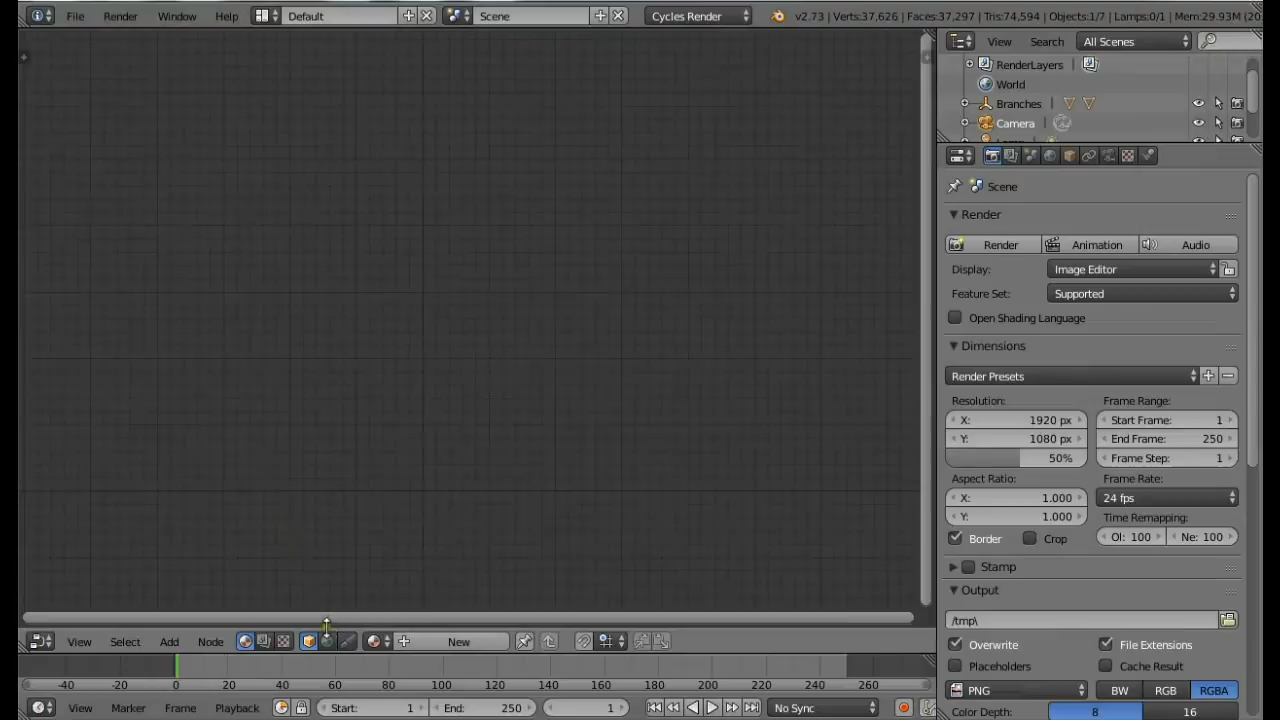 File Render Window Help Default Scene Cycles Render v2.73 | Verts:37,626 | Faces:37,297 | Tris:74,594 | Objects:1/7 | Lamps:0/1 | Mem:29.93M (20
View Search All Scenes
RenderLayers |
World
Branches |
Camera |
Scene
Render
Render Animation Audio
Display: Image Editor
Feature Set: Supported
Open Shading Language
Dimensions
Render Presets
Resolution: Frame Range:
X: 1920 px Start Frame: 1
Y: 1080 px End Frame: 250
50% Frame Step: 1
Aspect Ratio: Frame Rate:
X: 1.000 24 fps
Y: 1.000 Time Remapping:
Border Crop Ol: 100 Ne: 100
Stamp
Output
/tmp\
Overwrite File Extensions
Placeholders Cache Result
PNG BW RGB RGBA
Color Depth: 8 16
View Select Add Node New
-40 -20 0 20 40 60 80 100 120 140 160 180 200 220 240 260
View Marker Frame Playback Start: 1 End: 250 1 No Sync